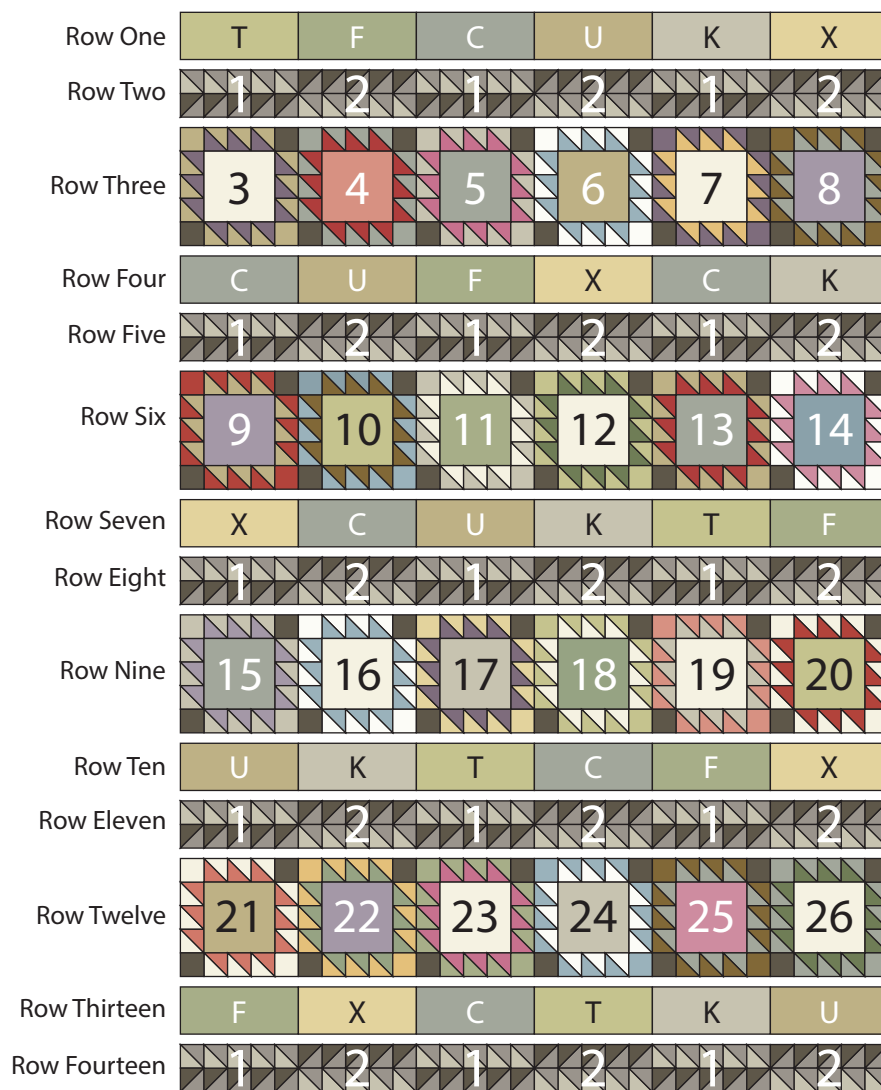 Row One T F C U K X
Row Two 1 2 1 2 1 2
Row Three 3 4 5 6 7 8
Row Four C U F X C K
Row Five 1 2 1 2 1 2
Row Six 9 10 11 12 13 14
Row Seven X C U K T F
Row Eight 1 2 1 2 1 2
Row Nine 15 16 17 18 19 20
Row Ten U K T C F X
Row Eleven 1 2 1 2 1 2
Row Twelve 21 22 23 24 25 26
Row Thirteen F X C T K U
Row Fourteen 1 2 1 2 1 2